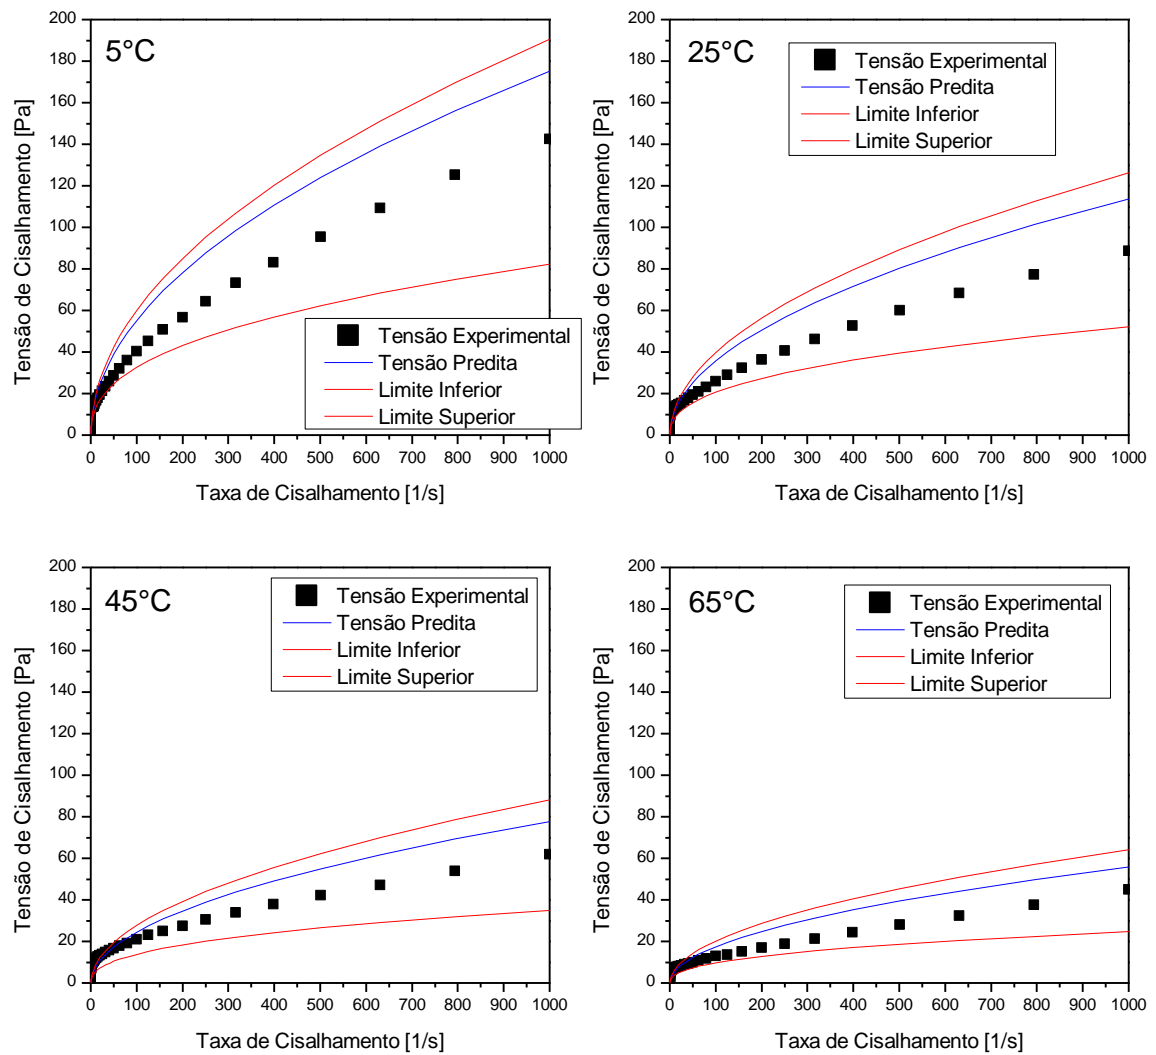 5°C
Tensão de Cisalhamento [Pa]
200
180
160
140
120
100
80
60
40
20
0
Tensão Experimental
Tensão Predita
Limite Inferior
Limite Superior
0 100 200 300 400 500 600 700 800 900 1000
Taxa de Cisalhamento [1/s]
25°C
Tensão de Cisalhamento [Pa]
200
180
160
140
120
100
80
60
40
20
0
Tensão Experimental
Tensão Predita
Limite Inferior
Limite Superior
0 100 200 300 400 500 600 700 800 900 1000
Taxa de Cisalhamento [1/s]
45°C
Tensão de Cisalhamento [Pa]
200
180
160
140
120
100
80
60
40
20
0
Tensão Experimental
Tensão Predita
Limite Inferior
Limite Superior
0 100 200 300 400 500 600 700 800 900 1000
Taxa de Cisalhamento [1/s]
65°C
Tensão de Cisalhamento [Pa]
200
180
160
140
120
100
80
60
40
20
0
Tensão Experimental
Tensão Predita
Limite Inferior
Limite Superior
0 100 200 300 400 500 600 700 800 900 1000
Taxa de Cisalhamento [1/s]